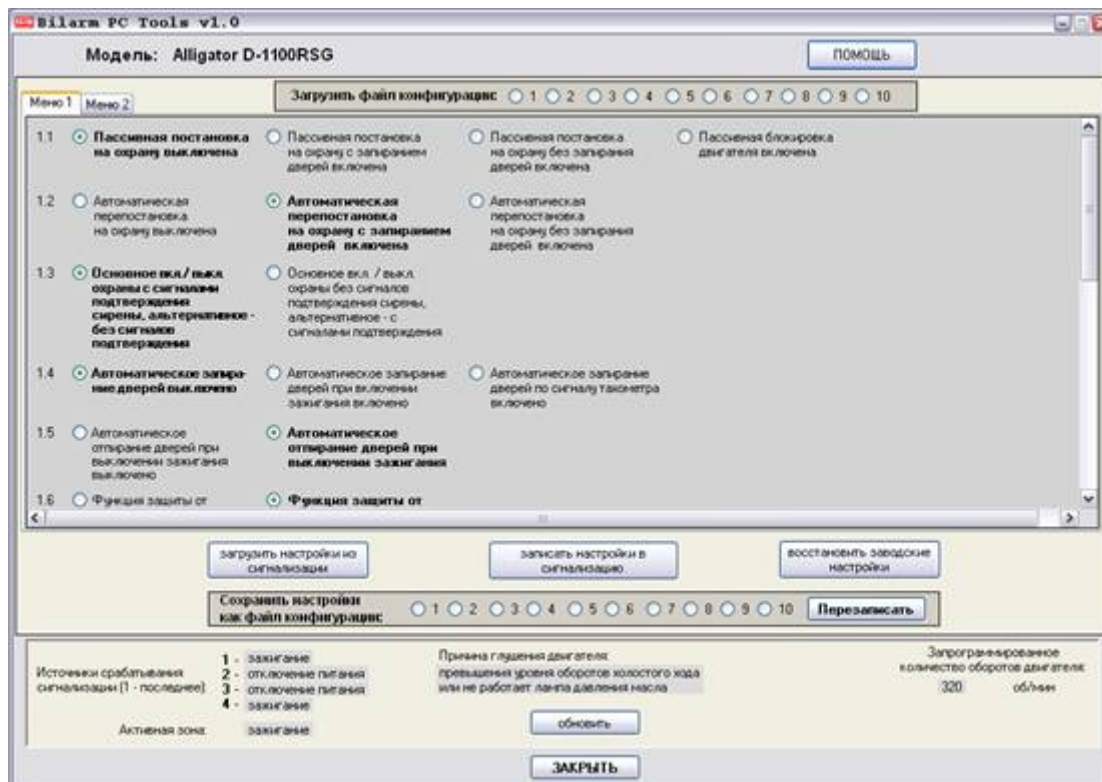 Bilarm PC Tools v1.0
Модель: Alligator D-1100RSG
ПОМОЩЬ
Меню 1 Меню 2
Загрузить файл конфигурации: 1 2 3 4 5 6 7 8 9 10
1.1
Пассивная постановка
на охрану выключена
Пассивная постановка
на охрану с запиранием
дверей включена
Пассивная постановка
на охрану без запирания
дверей включена
Пассивная блокировка
двигателя включена
1.2
Автоматическая
перепостановка
на охрану выключена
Автоматическая
перепостановка
на охрану с запиранием
дверей включена
Автоматическая
перепостановка
на охрану без запирания
дверей включена
1.3
Основное вкл./ выкл.
охраны с сигналами
подтверждения
сирены, альтернативное -
без сигналов
подтверждения
Основное вкл. / выкл.
охраны без сигналов
подтверждения сирены,
альтернативное - с
сигналами подтверждения
1.4
Автоматическое запира-
ние дверей выключено
Автоматическое запирание
дверей при включении
зажигания включено
Автоматическое запирание
дверей по сигналу тахометра
включено
1.5
Автоматическое
отпирание дверей при
выключении зажигания
выключено
Автоматическое
отпирание дверей при
выключении зажигания
1.6
Функция защиты от
Функция защиты от
загрузить настройки из
сигнализации
записать настройки в
сигнализацию
восстановить заводские
настройки
Сохранить настройки
как файл конфигурации: 1 2 3 4 5 6 7 8 9 10 Перезаписать
Источники срабатывания
сигнализации (1 - последнее)
1 - зажигание
2 - отключение питания
3 - отключение питания
4 - зажигание
Активная зона: зажигание
Причина глушения двигателя:
превышения уровня оборотов холостого хода
или не работает лампа давления масла
обновить
Запрограммированное
количество оборотов двигателя:
320 об/мин
ЗАКРЫТЬ